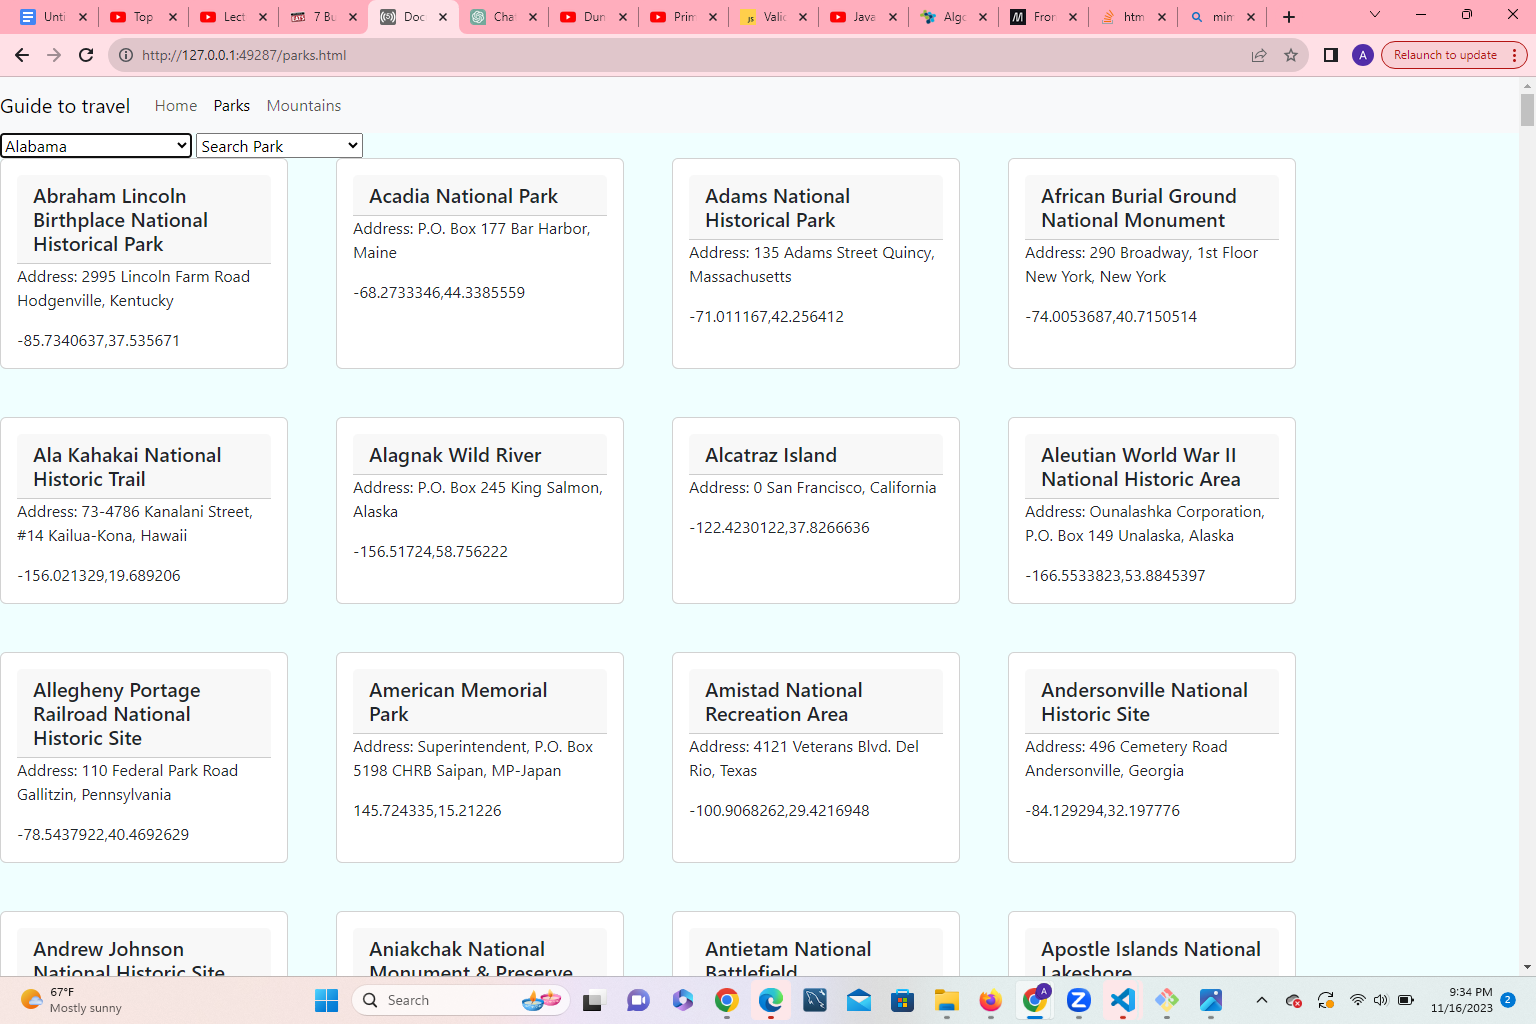 Unti
Top
Lect
7 Bu
Doc
Cha
Dun
Prim
Valid
Java
Algo
Fron
htm
min
http://127.0.0.1:49287/parks.html
A
Relaunch to update
Guide to travel Home Parks Mountains
Alabama Search Park
Abraham Lincoln
Birthplace National
Historical Park
Address: 2995 Lincoln Farm Road
Hodgenville, Kentucky
-85.7340637,37.535671
Acadia National Park
Address: P.O. Box 177 Bar Harbor,
Maine
-68.2733346,44.3385559
Adams National
Historical Park
Address: 135 Adams Street Quincy,
Massachusetts
-71.011167,42.256412
African Burial Ground
National Monument
Address: 290 Broadway, 1st Floor
New York, New York
-74.0053687,40.7150514
Ala Kahakai National
Historic Trail
Address: 73-4786 Kanalani Street,
#14 Kailua-Kona, Hawaii
-156.021329,19.689206
Alagnak Wild River
Address: P.O. Box 245 King Salmon,
Alaska
-156.51724,58.756222
Alcatraz Island
Address: 0 San Francisco, California
-122.4230122,37.8266636
Aleutian World War II
National Historic Area
Address: Ounalashka Corporation,
P.O. Box 149 Unalaska, Alaska
-166.5533823,53.8845397
Allegheny Portage
Railroad National
Historic Site
Address: 110 Federal Park Road
Gallitzin, Pennsylvania
-78.5437922,40.4692629
American Memorial
Park
Address: Superintendent, P.O. Box
5198 CHRB Saipan, MP-Japan
145.724335,15.21226
Amistad National
Recreation Area
Address: 4121 Veterans Blvd. Del
Rio, Texas
-100.9068262,29.4216948
Andersonville National
Historic Site
Address: 496 Cemetery Road
Andersonville, Georgia
-84.129294,32.197776
Andrew Johnson
National Historic Site
Aniakchak National
Monument & Preserve
Antietam National
Battlefield
Apostle Islands National
Lakeshore
67°F
Mostly sunny
Search
A
9:34 PM
11/16/2023
2